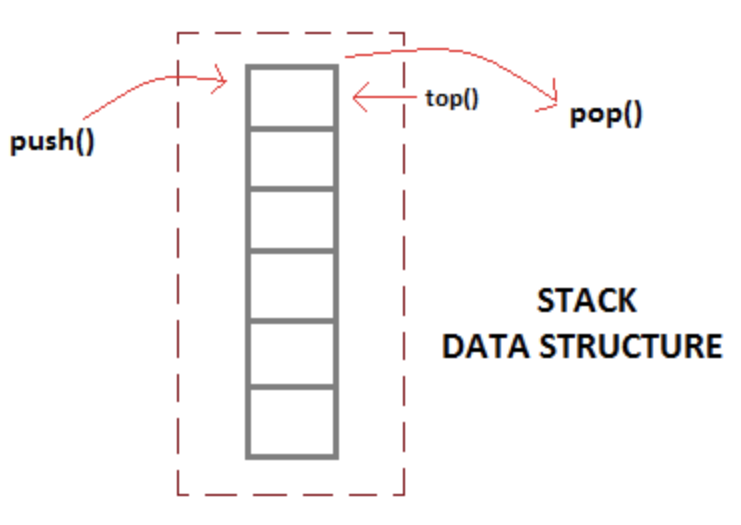 push()
top()
pop()
STACK
DATA STRUCTURE